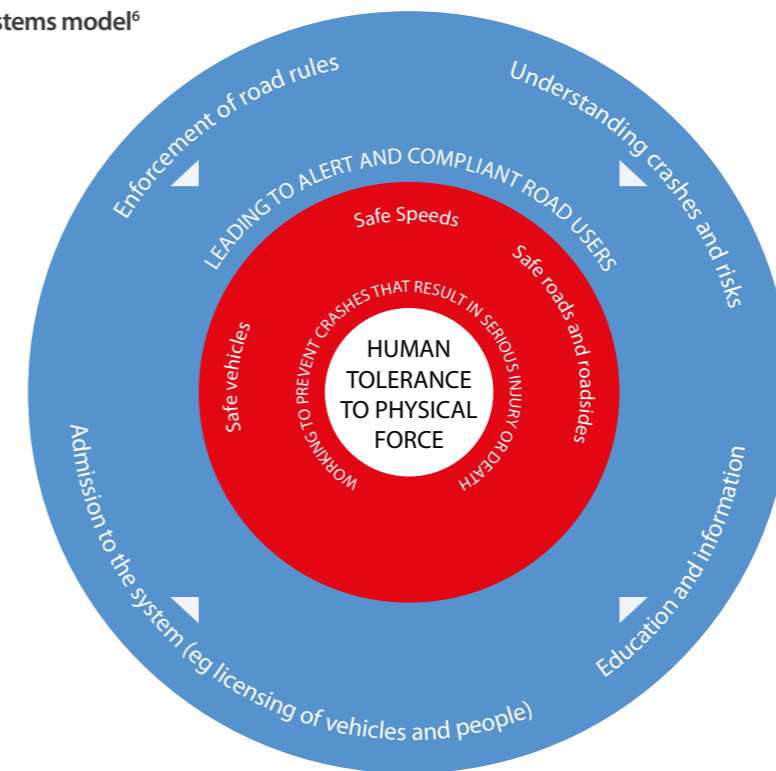 stems model⁶
Enforcement of road rules
Understanding crashes and risks
LEADING TO ALERT AND COMPLIANT ROAD USERS
Safe Speeds
Safe roads and roadsides
Safe vehicles
WORKING TO PREVENT CRASHES THAT RESULT IN SERIOUS INJURY OR DEATH
HUMAN
TOLERANCE
TO PHYSICAL
FORCE
Admission to the system (eg licensing of vehicles and people)
Education and information